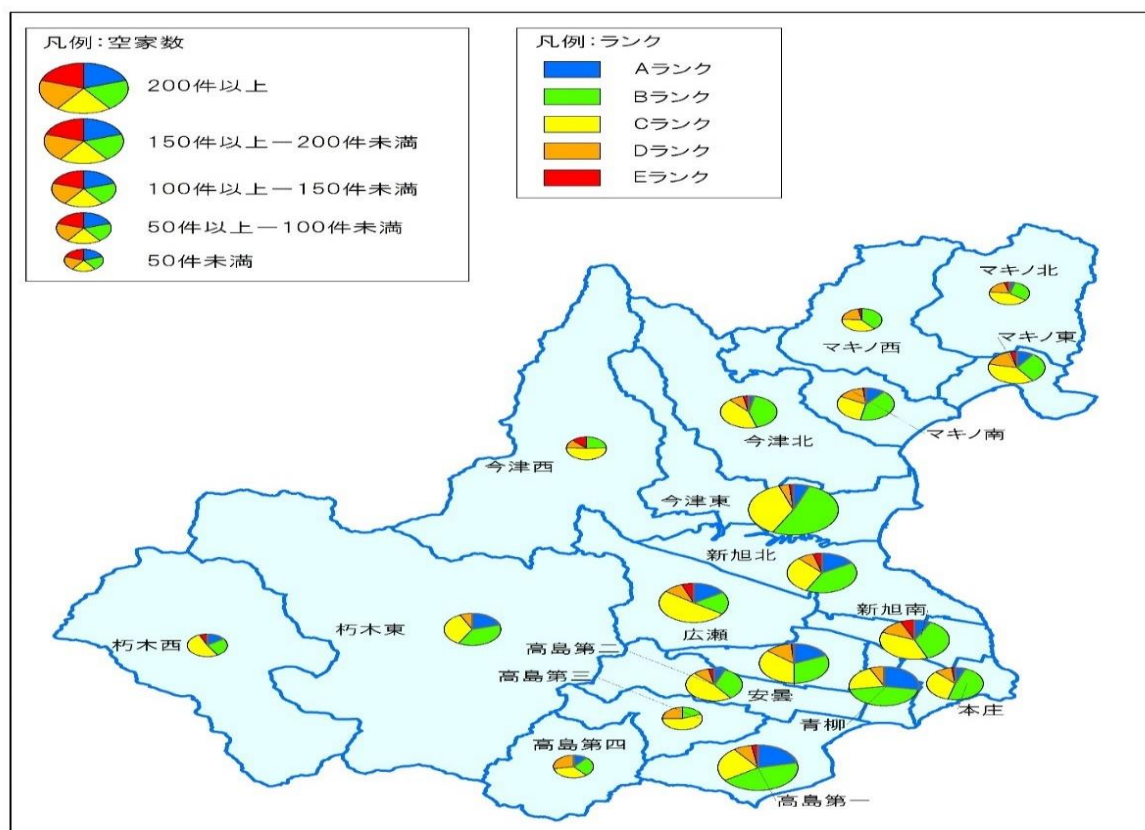 凡例:空家数
200件以上
150件以上－200件未満
100件以上－150件未満
50件以上－100件未満
50件未満
凡例:ランク
Aランク
Bランク
Cランク
Dランク
Eランク
マキノ北
マキノ東
マキノ西
マキノ南
今津北
今津西
今津東
新旭北
新旭南
広瀬
朽木東
朽木西
高島第二
高島第三
安曇
青柳
本庄
高島第四
高島第一